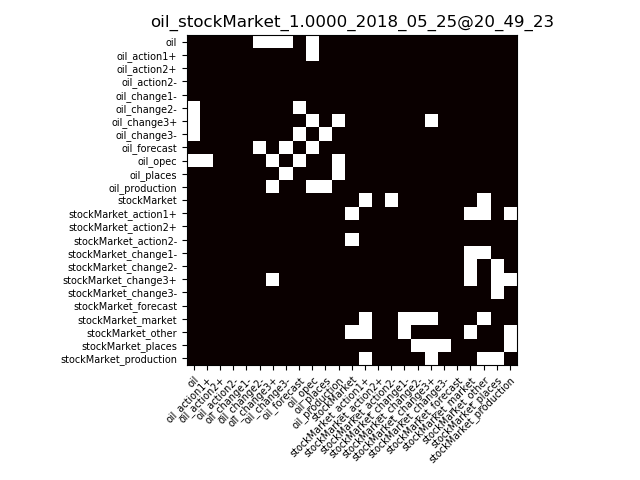 oil_stockMarket_1.0000_2018_05_25@20_49_23
oil
oil_action1+
oil_action2+
oil_action2-
oil_change1-
oil_change2-
oil_change3+
oil_change3-
oil_forecast
oil_opec
oil_places
oil_production
stockMarket
stockMarket_action1+
stockMarket_action2+
stockMarket_action2-
stockMarket_change1-
stockMarket_change2-
stockMarket_change3+
stockMarket_change3-
stockMarket_forecast
stockMarket_market
stockMarket_other
stockMarket_places
stockMarket_production
oil
oil_action1+
oil_action2+
oil_action2-
oil_change1-
oil_change2-
oil_change3+
oil_change3-
oil_forecast
oil_opec
oil_places
oil_production
stockMarket
stockMarket_action1+
stockMarket_action2+
stockMarket_action2-
stockMarket_change1-
stockMarket_change2-
stockMarket_change3+
stockMarket_change3-
stockMarket_forecast
stockMarket_market
stockMarket_other
stockMarket_places
stockMarket_production